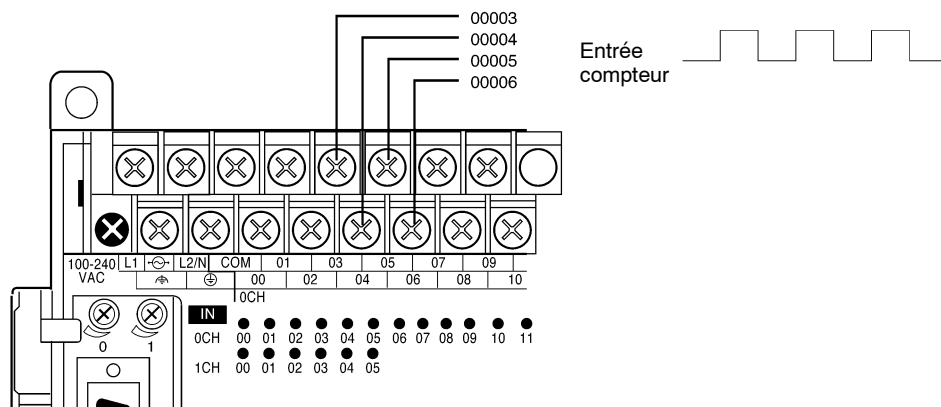 00003
00004
00005
00006
Entrée
compteur
100-240
VAC
L1 L2/N COM 01 03 05 07 09
00 02 04 06 08 10
0CH
IN
0CH 00 01 02 03 04 05 06 07 08 09 10 11
1CH 00 01 02 03 04 05
0 1